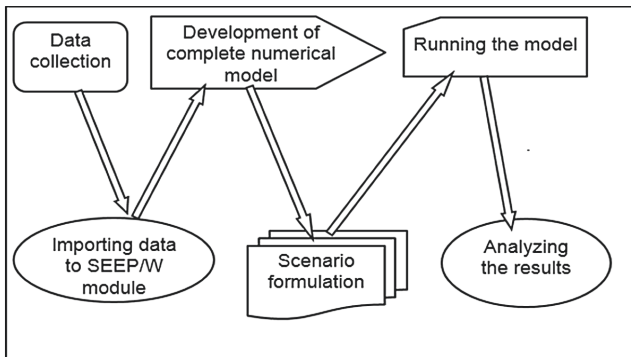 Data
collection
Development of
complete numerical
model
Running the model
Importing data
to SEEP/W
module
Scenario
formulation
Analyzing
the results